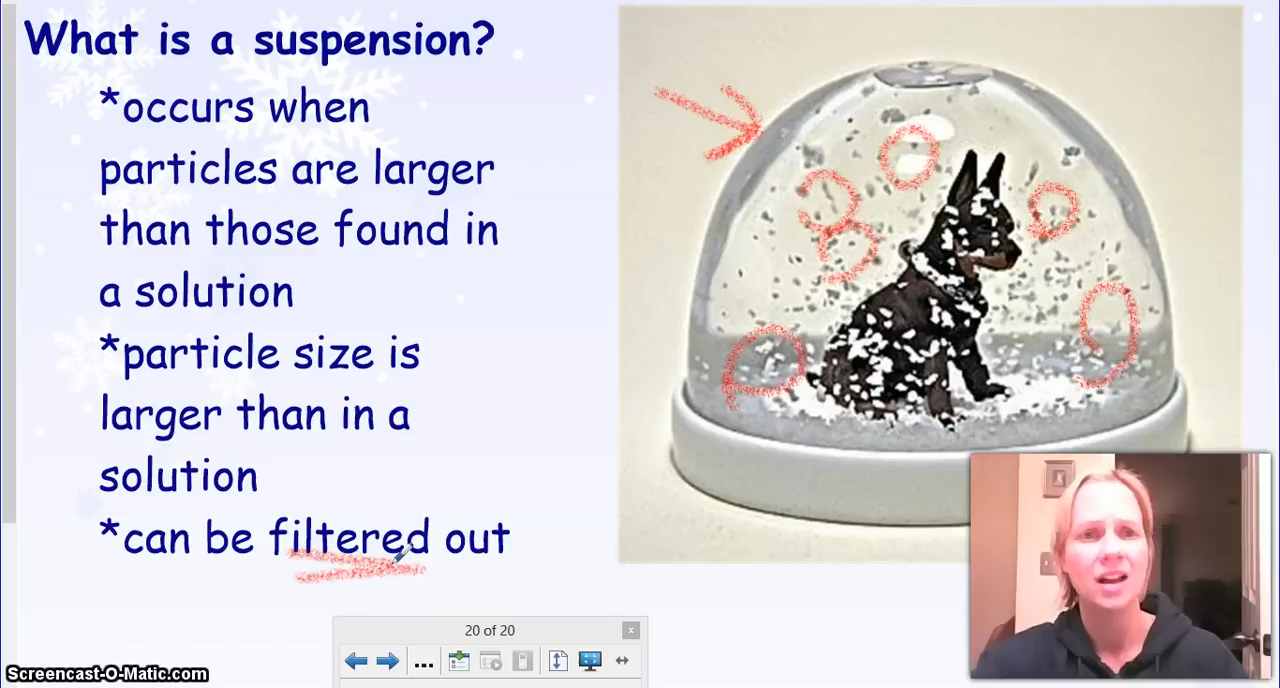 What is a suspension?
*occurs when
particles are larger
than those found in
a solution
*particle size is
larger than in a
solution
*can be filtered out
20 of 20
x
...
Screencast-O-Matic.com